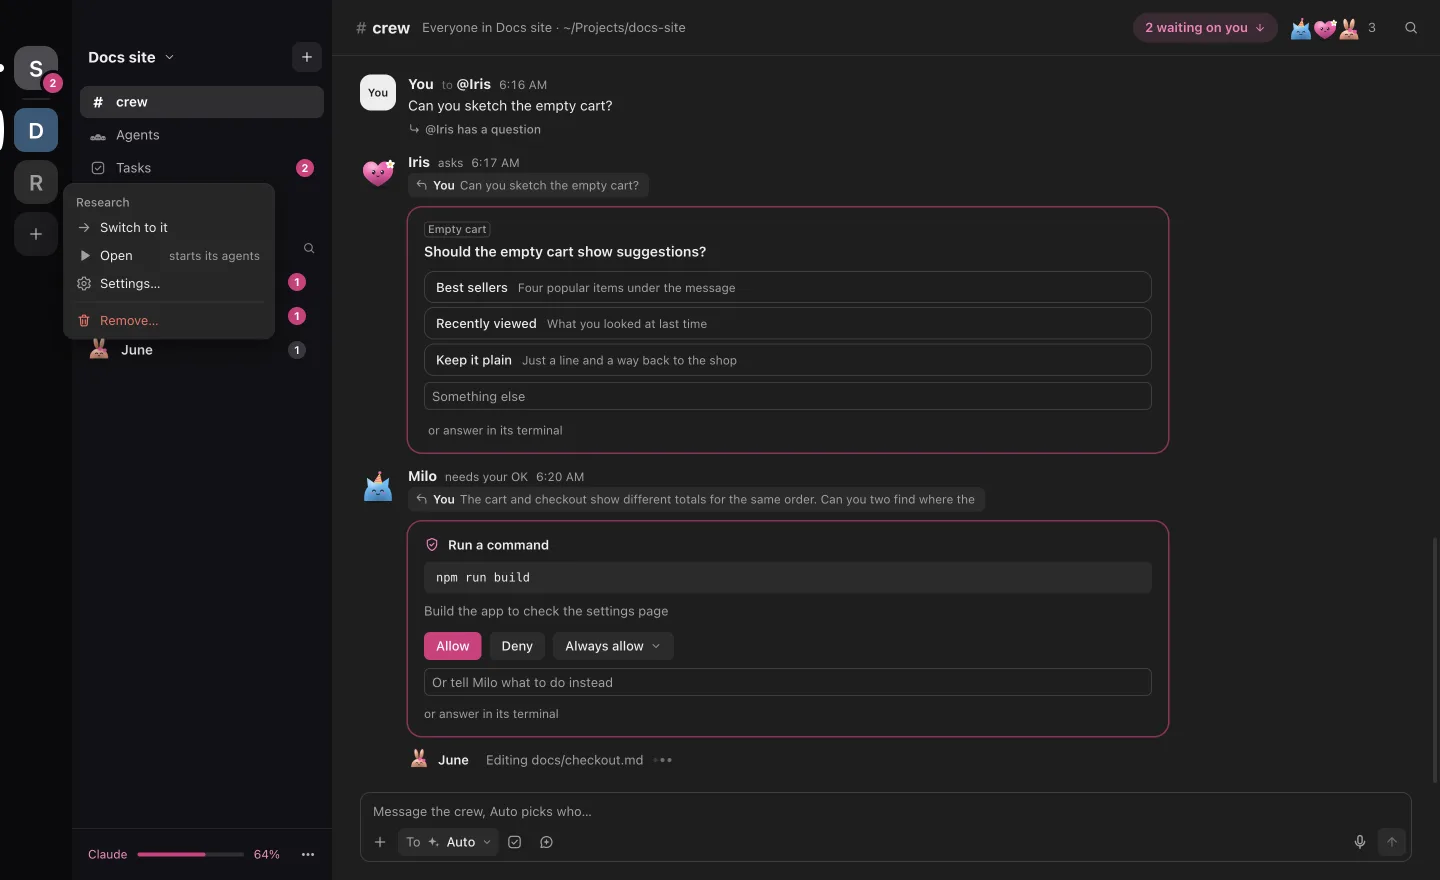 S
2
D
R
Docs site
# crew
Agents
Tasks
2
Research
Switch to it
Open starts its agents
Settings...
Remove...
1
1
June
1
Claude 64%
# crew Everyone in Docs site · ~/Projects/docs-site
2 waiting on you ↓
3
You
You to @Iris 6:16 AM
Can you sketch the empty cart?
@Iris has a question
Iris asks 6:17 AM
You Can you sketch the empty cart?
Empty cart
Should the empty cart show suggestions?
Best sellers Four popular items under the message
Recently viewed What you looked at last time
Keep it plain Just a line and a way back to the shop
Something else
or answer in its terminal
Milo needs your OK 6:20 AM
You The cart and checkout show different totals for the same order. Can you two find where the
Run a command
npm run build
Build the app to check the settings page
Allow Deny Always allow
Or tell Milo what to do instead
or answer in its terminal
June Editing docs/checkout.md
Message the crew, Auto picks who...
To Auto